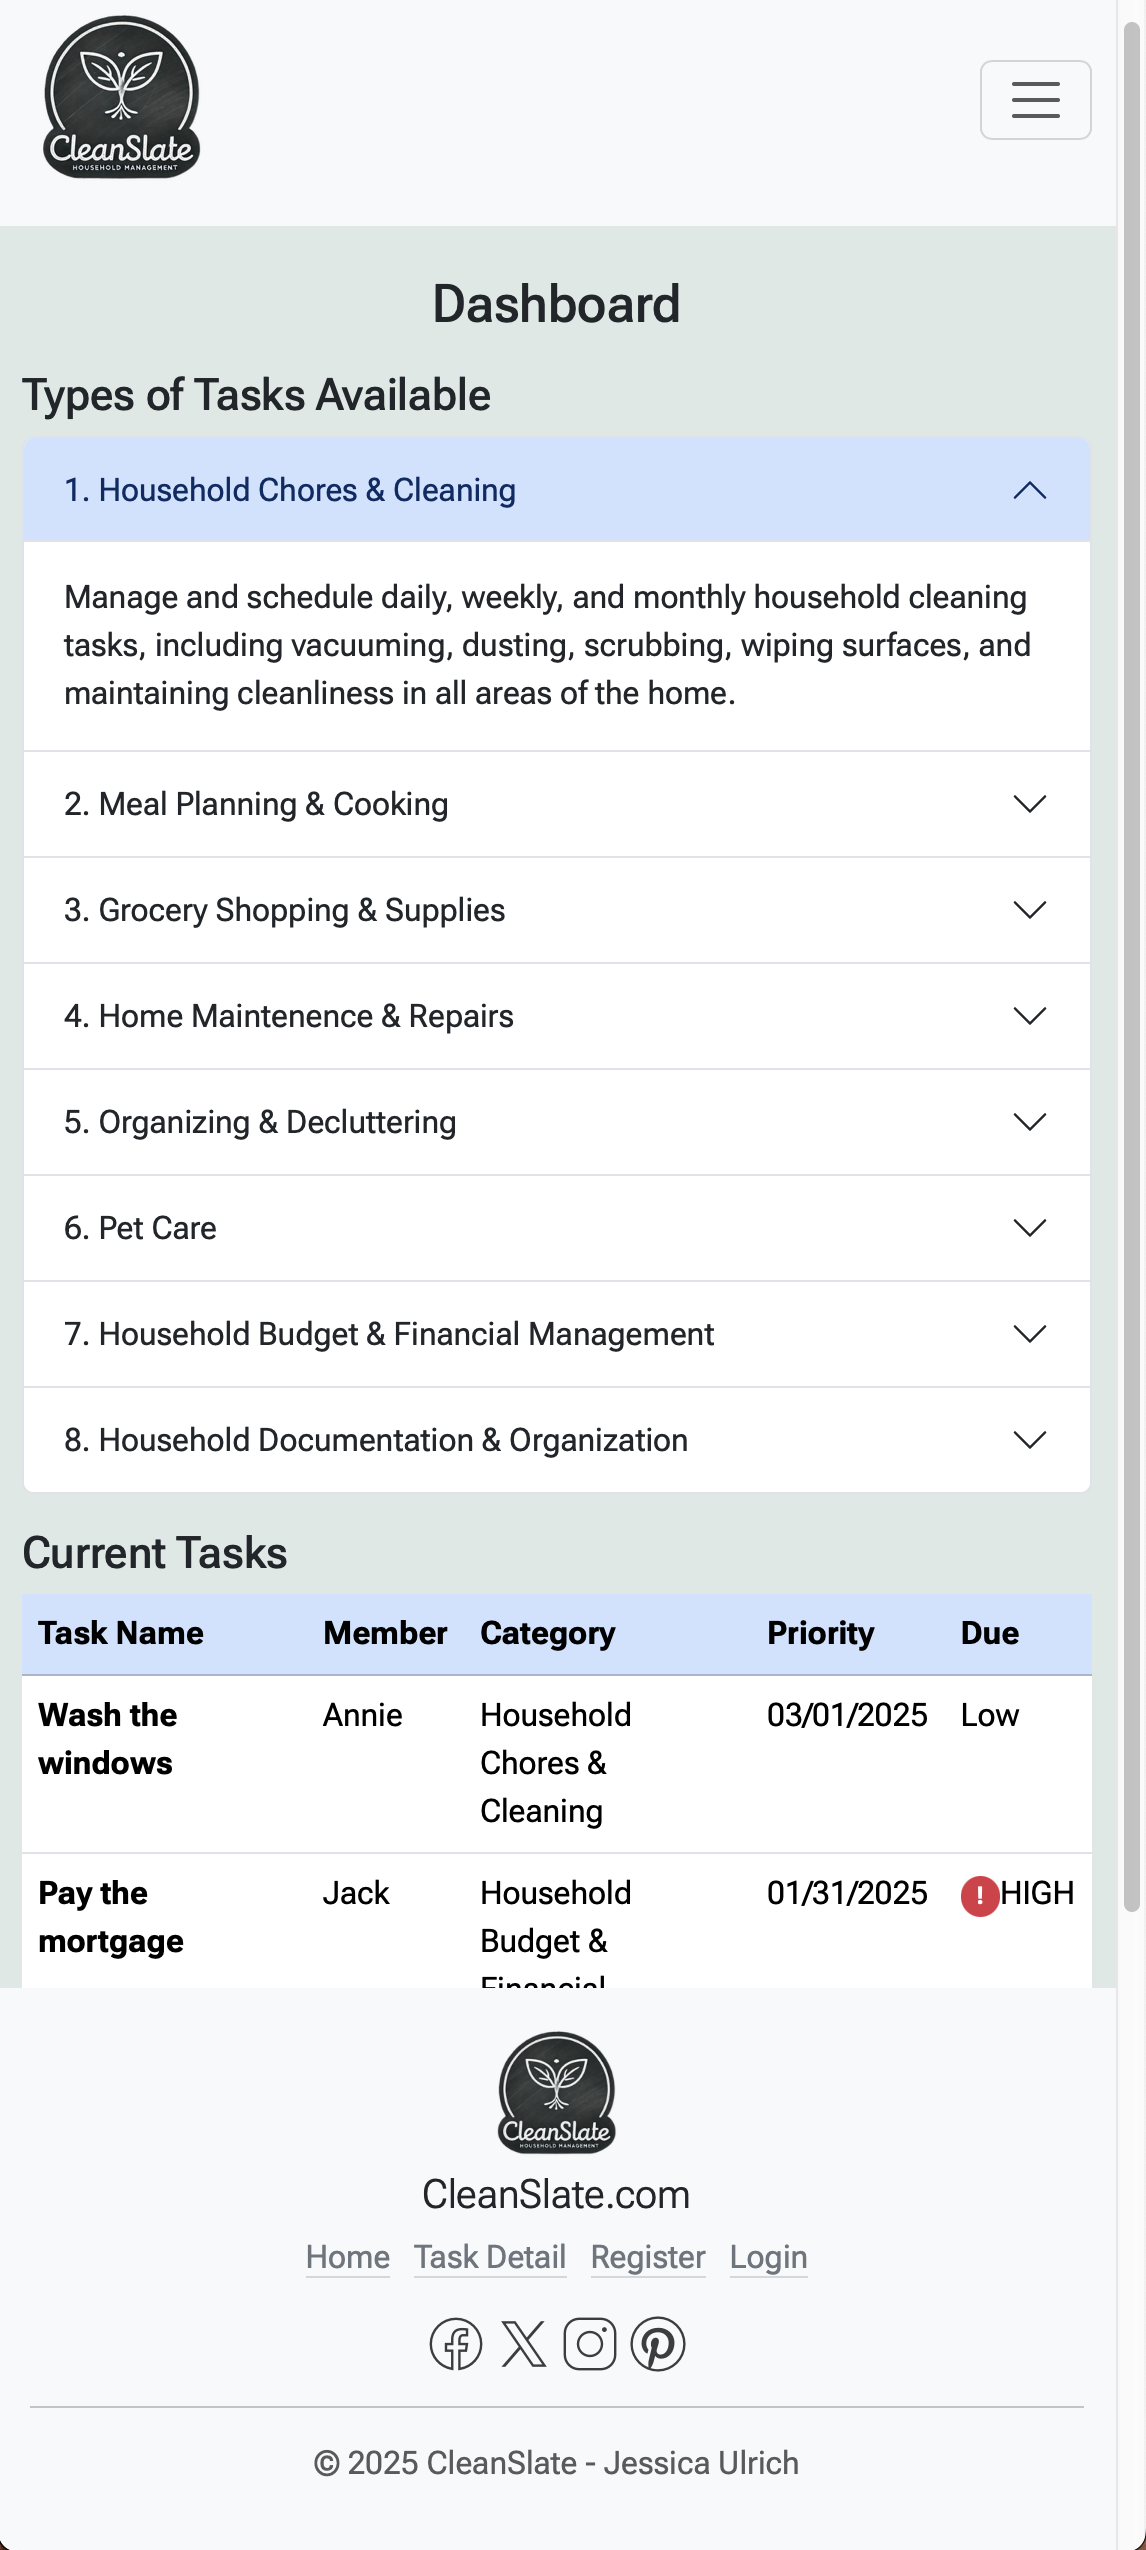 CleanSlate
HOUSEHOLD MANAGEMENT
Dashboard
Types of Tasks Available
1. Household Chores & Cleaning
Manage and schedule daily, weekly, and monthly household cleaning
tasks, including vacuuming, dusting, scrubbing, wiping surfaces, and
maintaining cleanliness in all areas of the home.
2. Meal Planning & Cooking
3. Grocery Shopping & Supplies
4. Home Maintenence & Repairs
5. Organizing & Decluttering
6. Pet Care
7. Household Budget & Financial Management
8. Household Documentation & Organization
Current Tasks
Task Name Member Category Priority Due
Wash the Annie Household 03/01/2025 Low
windows Chores &
Cleaning
Pay the Jack Household 01/31/2025 ! HIGH
mortgage Budget &
Financial
CleanSlate
HOUSEHOLD MANAGEMENT
CleanSlate.com
Home Task Detail Register Login
© 2025 CleanSlate - Jessica Ulrich